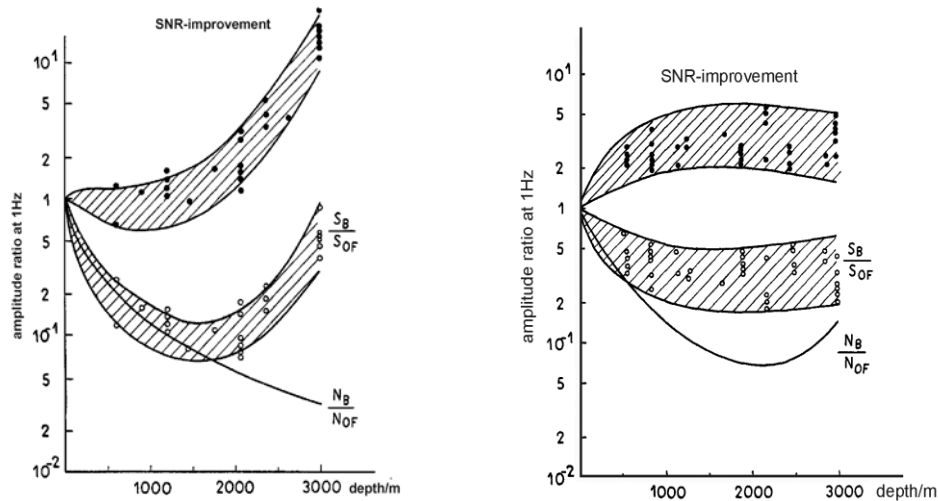 SNR-improvement
amplitude ratio at 1Hz
10¹
5
2
1
5
2
10⁻¹
5
2
10⁻²
S_B
S_OF
N_B
N_OF
1000 2000 3000 depth/m
SNR-improvement
amplitude ratio at 1Hz
10¹
5
2
1
5
2
10⁻¹
5
2
10⁻²
S_B
S_OF
N_B
N_OF
1000 2000 3000 depth/m